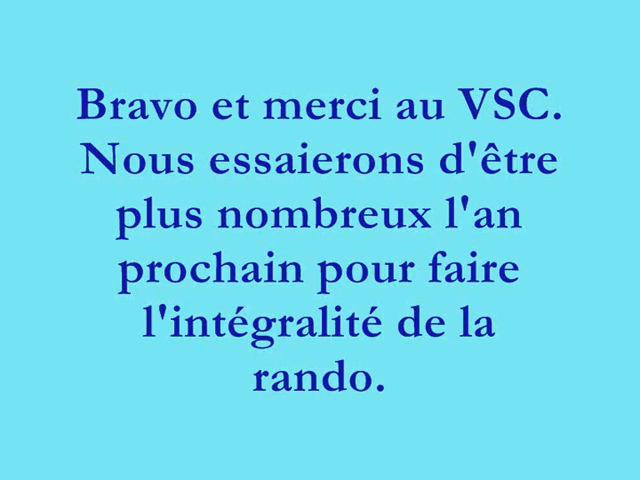 Bravo et merci au VSC.
Nous essaierons d'être
plus nombreux l'an
prochain pour faire
l'intégralité de la
rando.